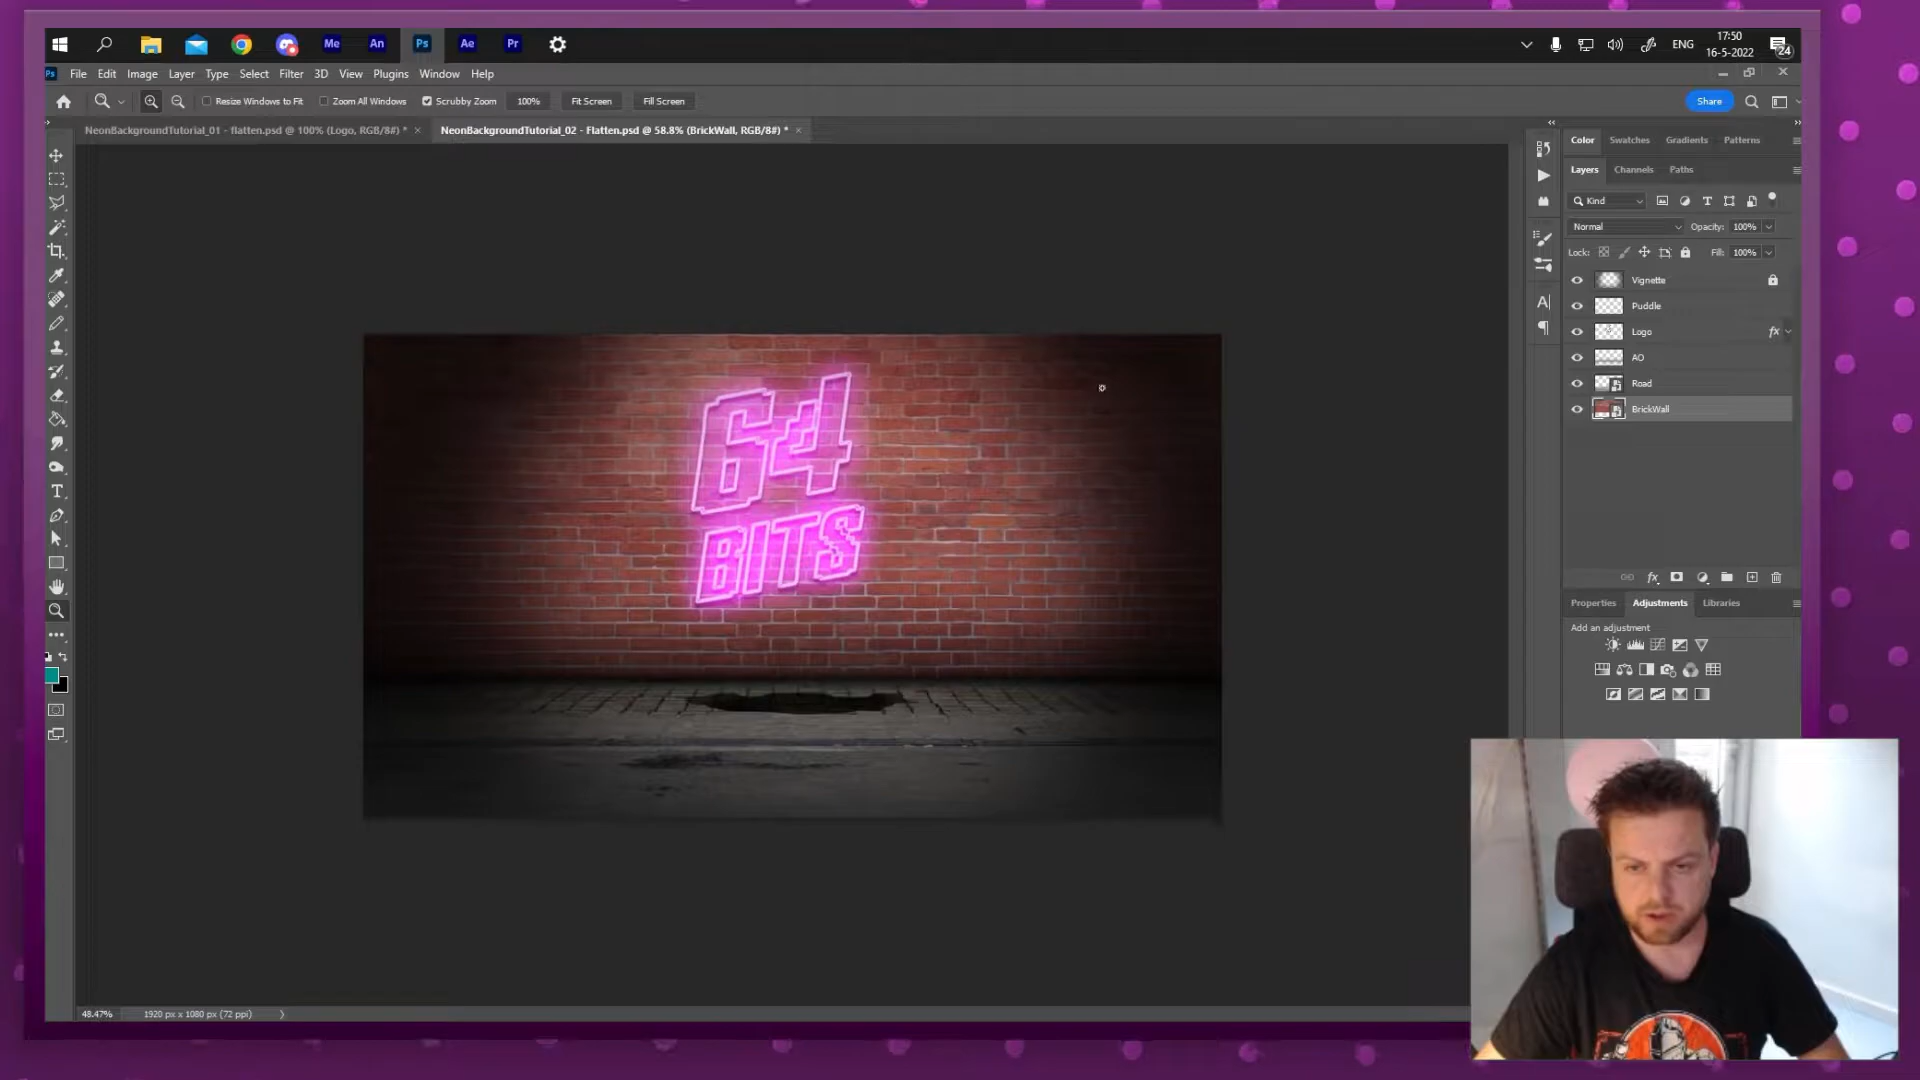 Me An Ps Ae Pr
ENG
17:50
16-5-2022
24
Ps File Edit Image Layer Type Select Filter 3D View Plugins Window Help
Resize Windows to Fit Zoom All Windows Scrubby Zoom 100% Fit Screen Fill Screen Share
NeonBackgroundTutorial_01 - flatten.psd @ 100% (Logo, RGB/8#) * × NeonBackgroundTutorial_02 - Flatten.psd @ 58.8% (BrickWall, RGB/8#) * ×
Color Swatches Gradients Patterns
Layers Channels Paths
Kind
Normal Opacity: 100%
Lock: Fill: 100%
Vignette
Puddle
Logo fx
AO
Road
BrickWall
64
BITS
fx
Properties Adjustments Libraries
Add an adjustment
48.47% 1920 px x 1080 px (72 ppi)